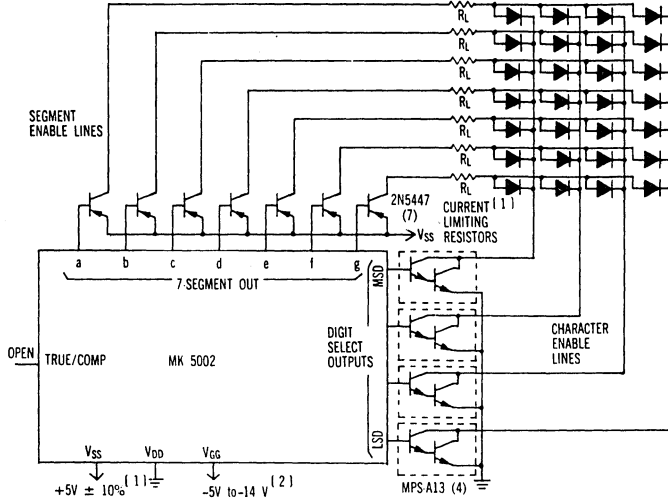 R_L
R_L
R_L
R_L
R_L
R_L
R_L
SEGMENT
ENABLE LINES
2N5447
(7)
CURRENT [1]
LIMITING
RESISTORS
V_SS
a b c d e f g
7-SEGMENT OUT
MSD
DIGIT
SELECT
OUTPUTS
LSD
CHARACTER
ENABLE
LINES
OPEN
TRUE/COMP
MK 5002
V_SS V_DD V_GG
+5V ± 10% [1]
-5V to -14 V [2]
MPS-A13 (4)